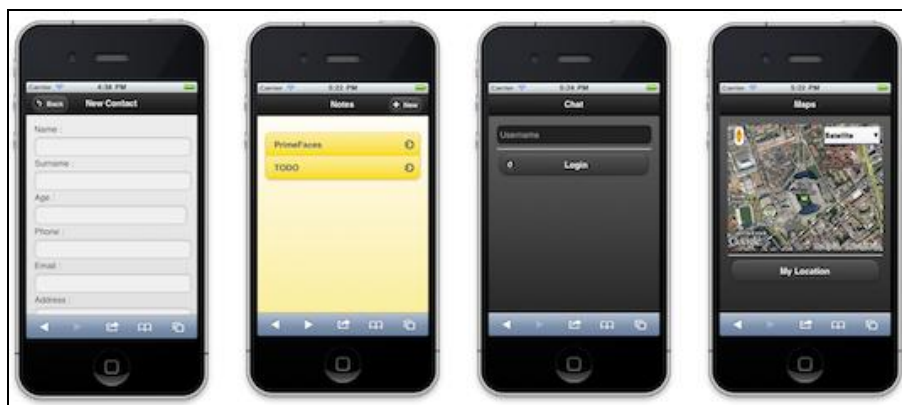 Carrier 4:38 PM
Back New Contact
Name :
Surname :
Age :
Phone :
Email :
Address :
Carrier 5:22 PM
Notes New
PrimeFaces
TODO
Carrier 5:24 PM
Chat
Username
Login
Carrier 5:22 PM
Maps
Satellite
Google
My Location